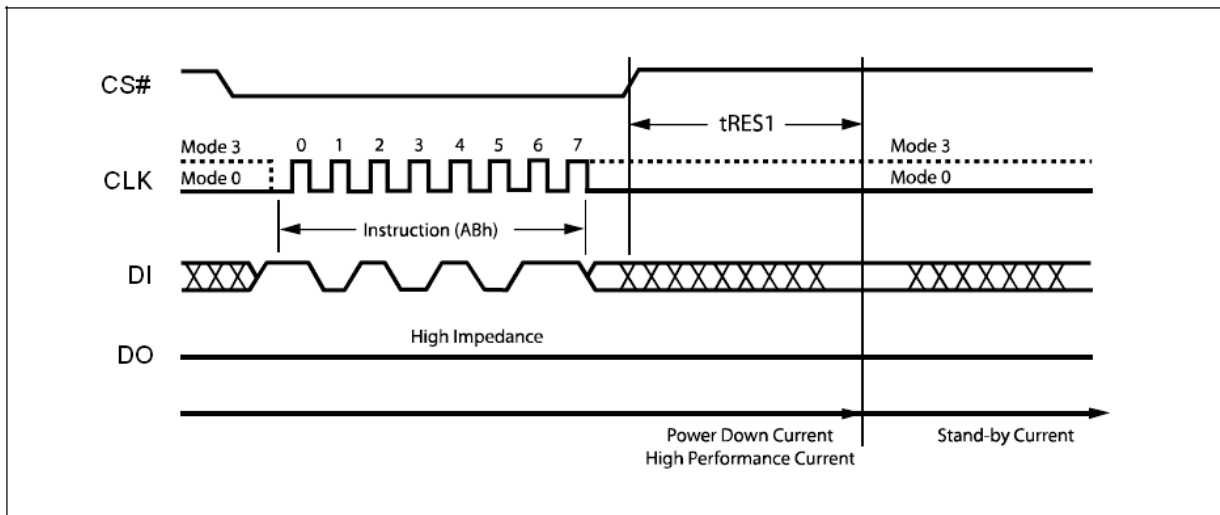 CS#
tRES1
Mode 3
0 1 2 3 4 5 6 7
Mode 3
CLK
Mode 0
Mode 0
Instruction (ABh)
DI
High Impedance
DO
Power Down Current
Stand-by Current
High Performance Current